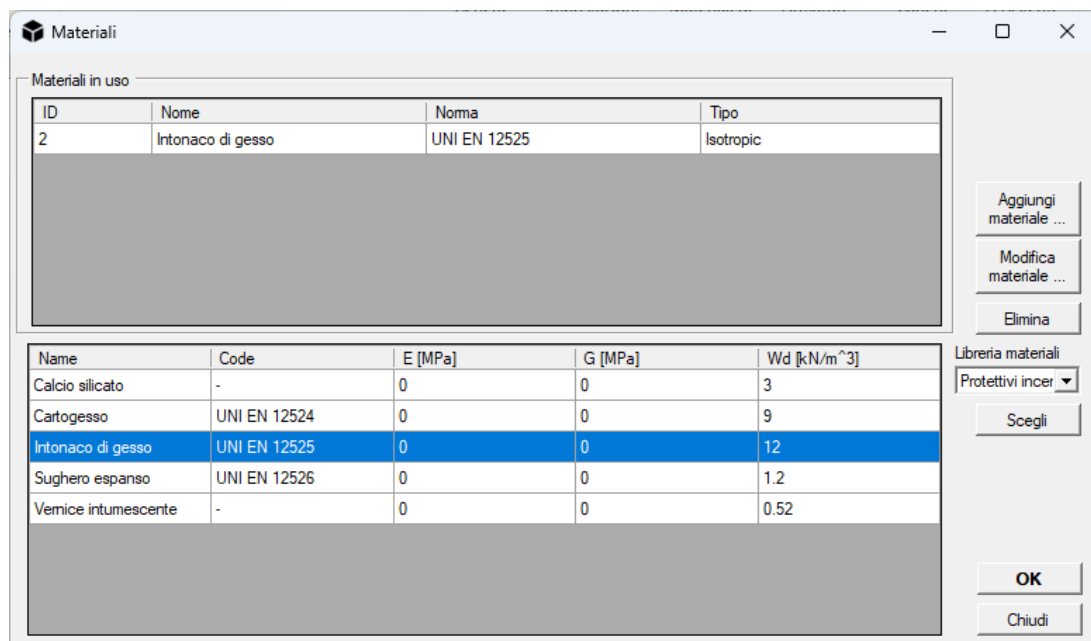 Materiali
Materiali in uso
ID Nome Norma Tipo
2 Intonaco di gesso UNI EN 12525 Isotropic
Aggiungi
materiale ...
Modifica
materiale ...
Elimina
Name Code E [MPa] G [MPa] Wd [kN/m^3]
Calcio silicato - 0 0 3
Cartogesso UNI EN 12524 0 0 9
Intonaco di gesso UNI EN 12525 0 0 12
Sughero espanso UNI EN 12526 0 0 1.2
Vernice intumescente - 0 0 0.52
Libreria materiali
Protettivi incer
Scegli
OK
Chiudi